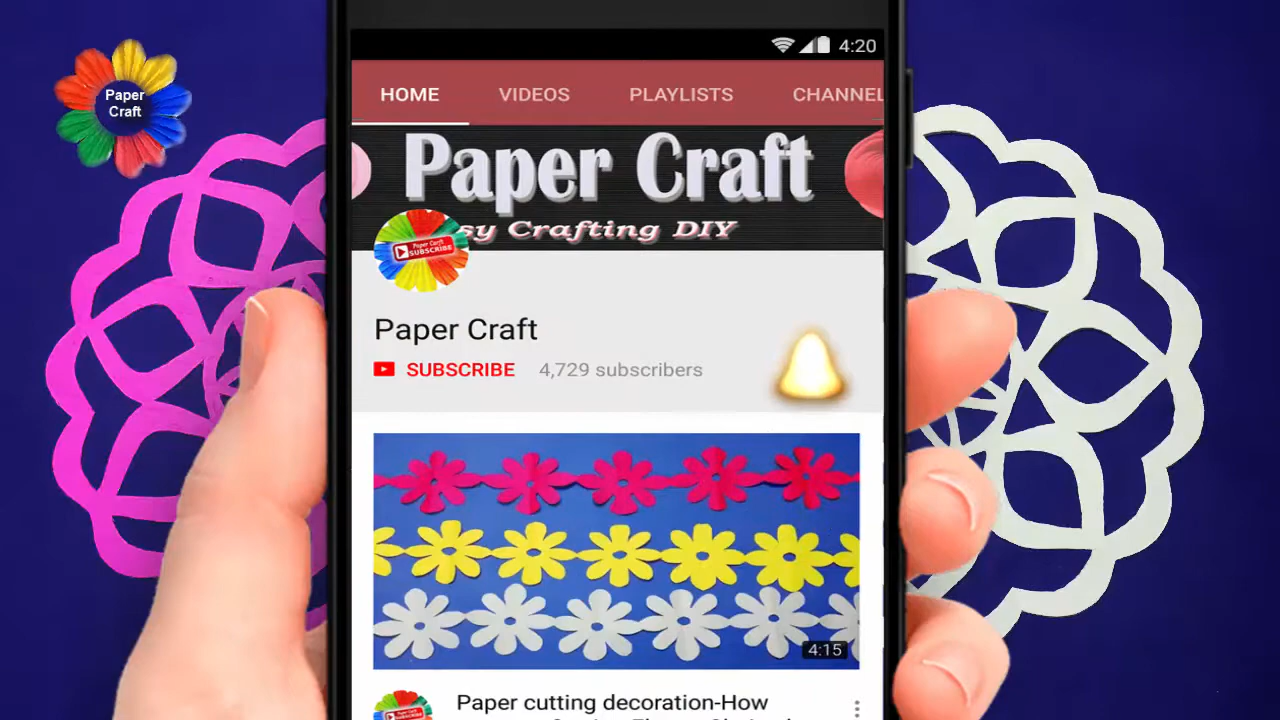 Paper
Craft
4:20
HOME VIDEOS PLAYLISTS CHANNEL
Paper Craft
sy Crafting DIY
Paper Craft
SUBSCRIBE
Paper Craft
SUBSCRIBE 4,729 subscribers
4:15
Paper cutting decoration-How